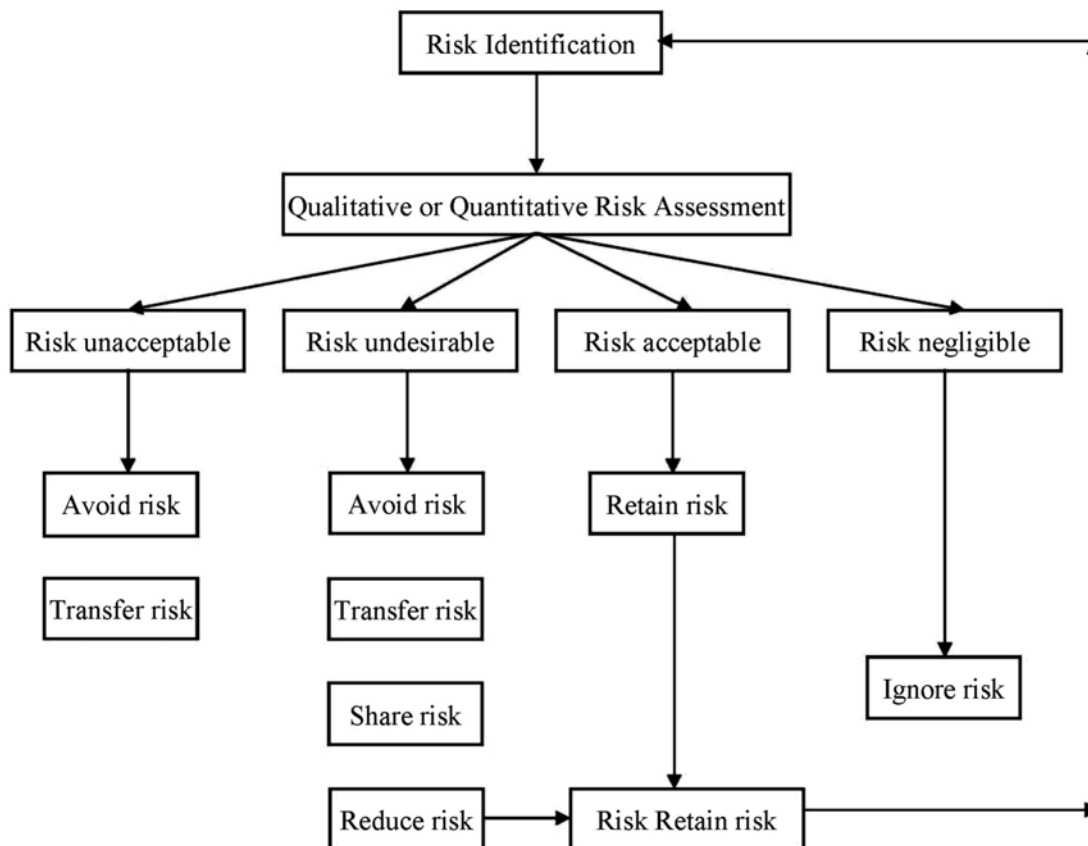 Risk Identification
Qualitative or Quantitative Risk Assessment
Risk unacceptable
Risk undesirable
Risk acceptable
Risk negligible
Avoid risk
Avoid risk
Retain risk
Transfer risk
Transfer risk
Ignore risk
Share risk
Reduce risk
Risk Retain risk